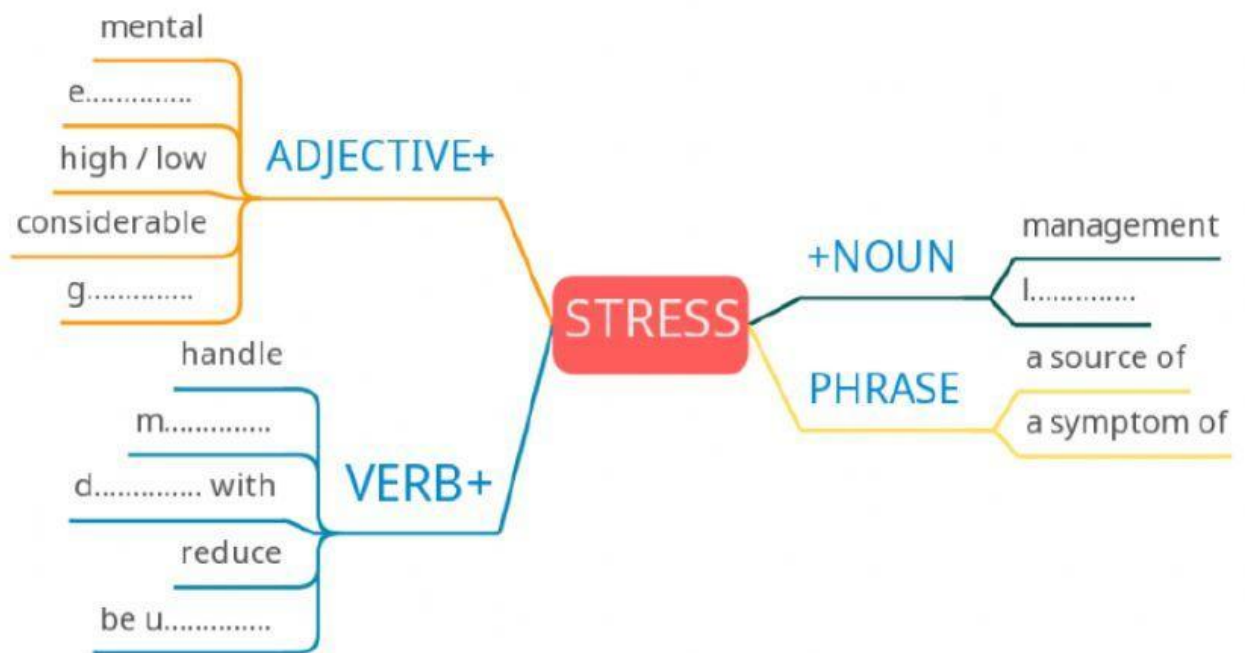 mental
e.............
high / low
considerable
g.............
ADJECTIVE+
handle
m.............
d............. with
reduce
be u.............
VERB+
STRESS
+NOUN
management
l.............
PHRASE
a source of
a symptom of